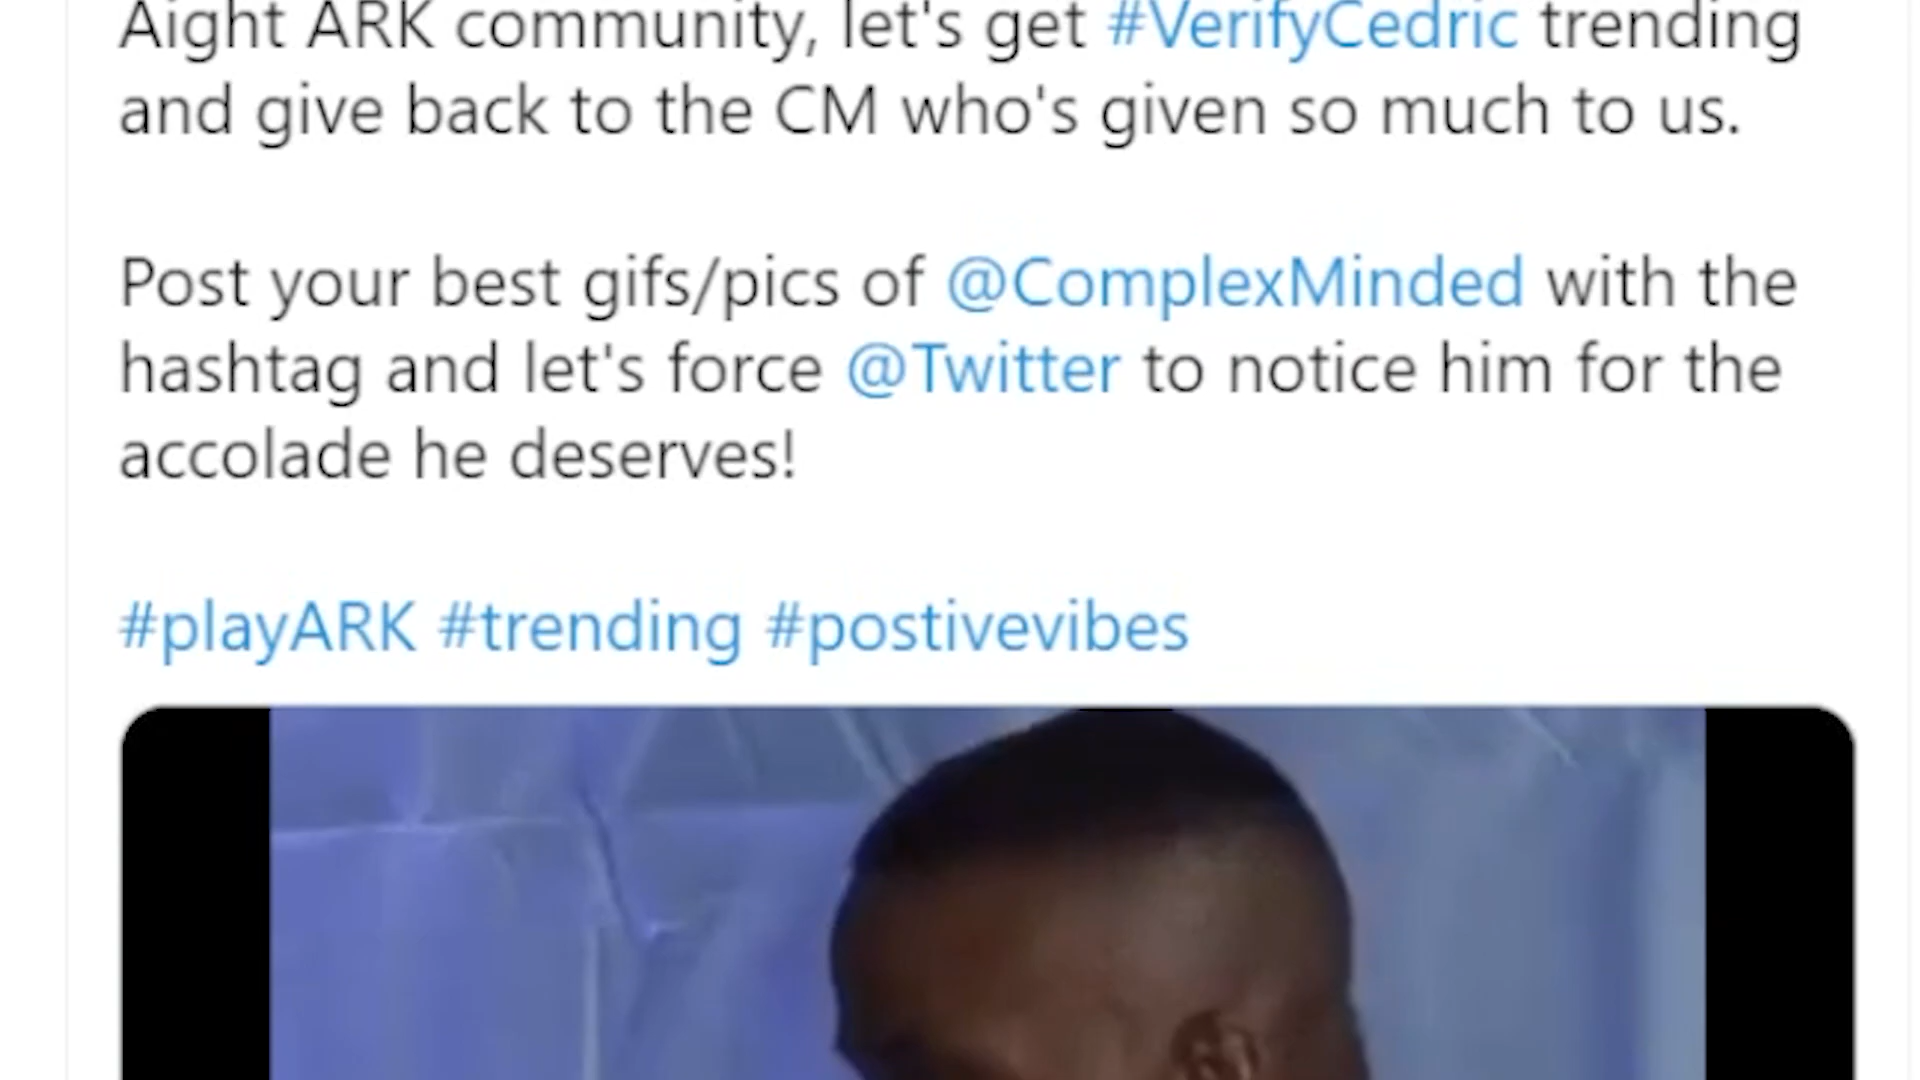 Aight ARK community, let's get #VerifyCedric trending
and give back to the CM who's given so much to us.
Post your best gifs/pics of @ComplexMinded with the
hashtag and let's force @Twitter to notice him for the
accolade he deserves!
#playARK #trending #postivevibes